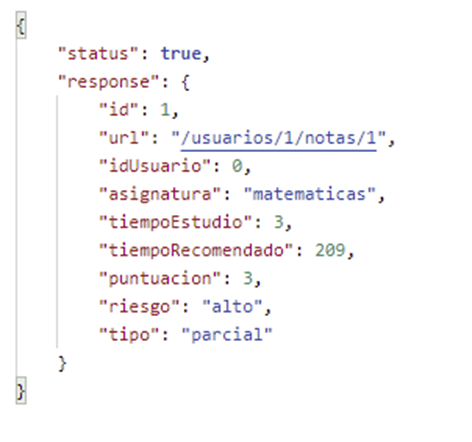 {
"status": true,
"response": {
"id": 1,
"url": "/usuarios/1/notas/1",
"idUsuario": 0,
"asignatura": "matematicas",
"tiempoEstudio": 3,
"tiempoRecomendado": 209,
"puntuacion": 3,
"riesgo": "alto",
"tipo": "parcial"
}
}